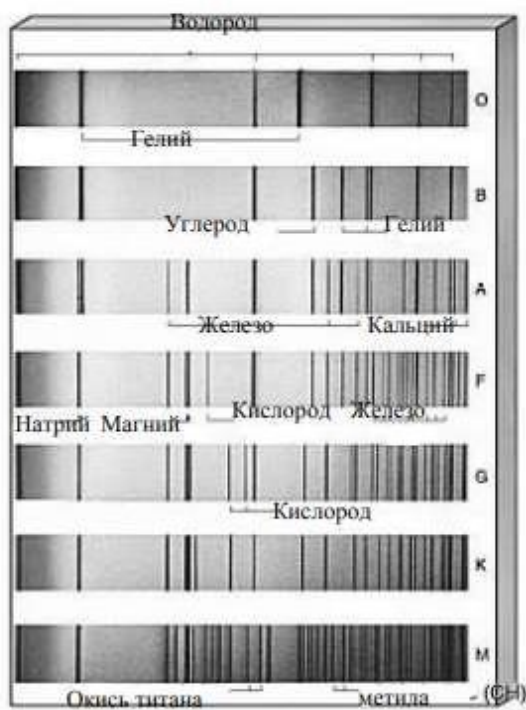 Водород
O
Гелий
B
Углерод Гелий
A
Железо Кальций
F
Натрий Магний Кислород Железо
G
Кислород
K
M
Окись титана метила (CH)